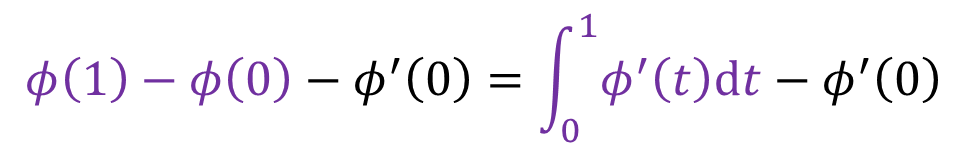 ϕ(1) − ϕ(0) − ϕ′(0) = ∫₀¹ ϕ′(t)dt − ϕ′(0)